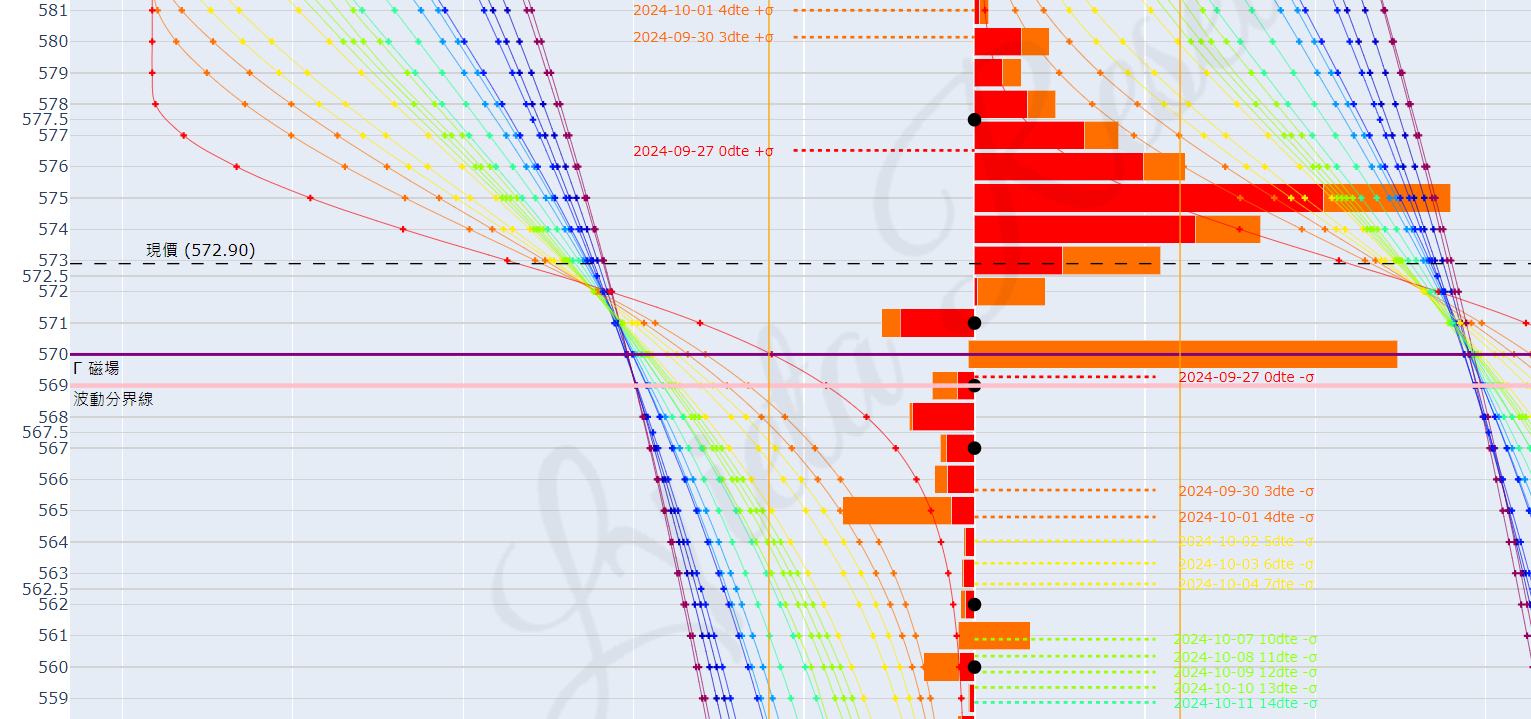 581
2024-10-01 4dte +σ
580
2024-09-30 3dte +σ
579
578
577.5
577
2024-09-27 0dte +σ
576
575
574
現價 (572.90)
573
572.5
572
571
570
Γ 磁場
569
2024-09-27 0dte -σ
波動分界線
568
567.5
567
566
2024-09-30 3dte -σ
565
2024-10-01 4dte -σ
564
2024-10-02 5dte -σ
563
2024-10-03 6dte -σ
562.5
2024-10-04 7dte -σ
562
561
2024-10-07 10dte -σ
2024-10-08 11dte -σ
560
2024-10-09 12dte -σ
2024-10-10 13dte -σ
559
2024-10-11 14dte -σ